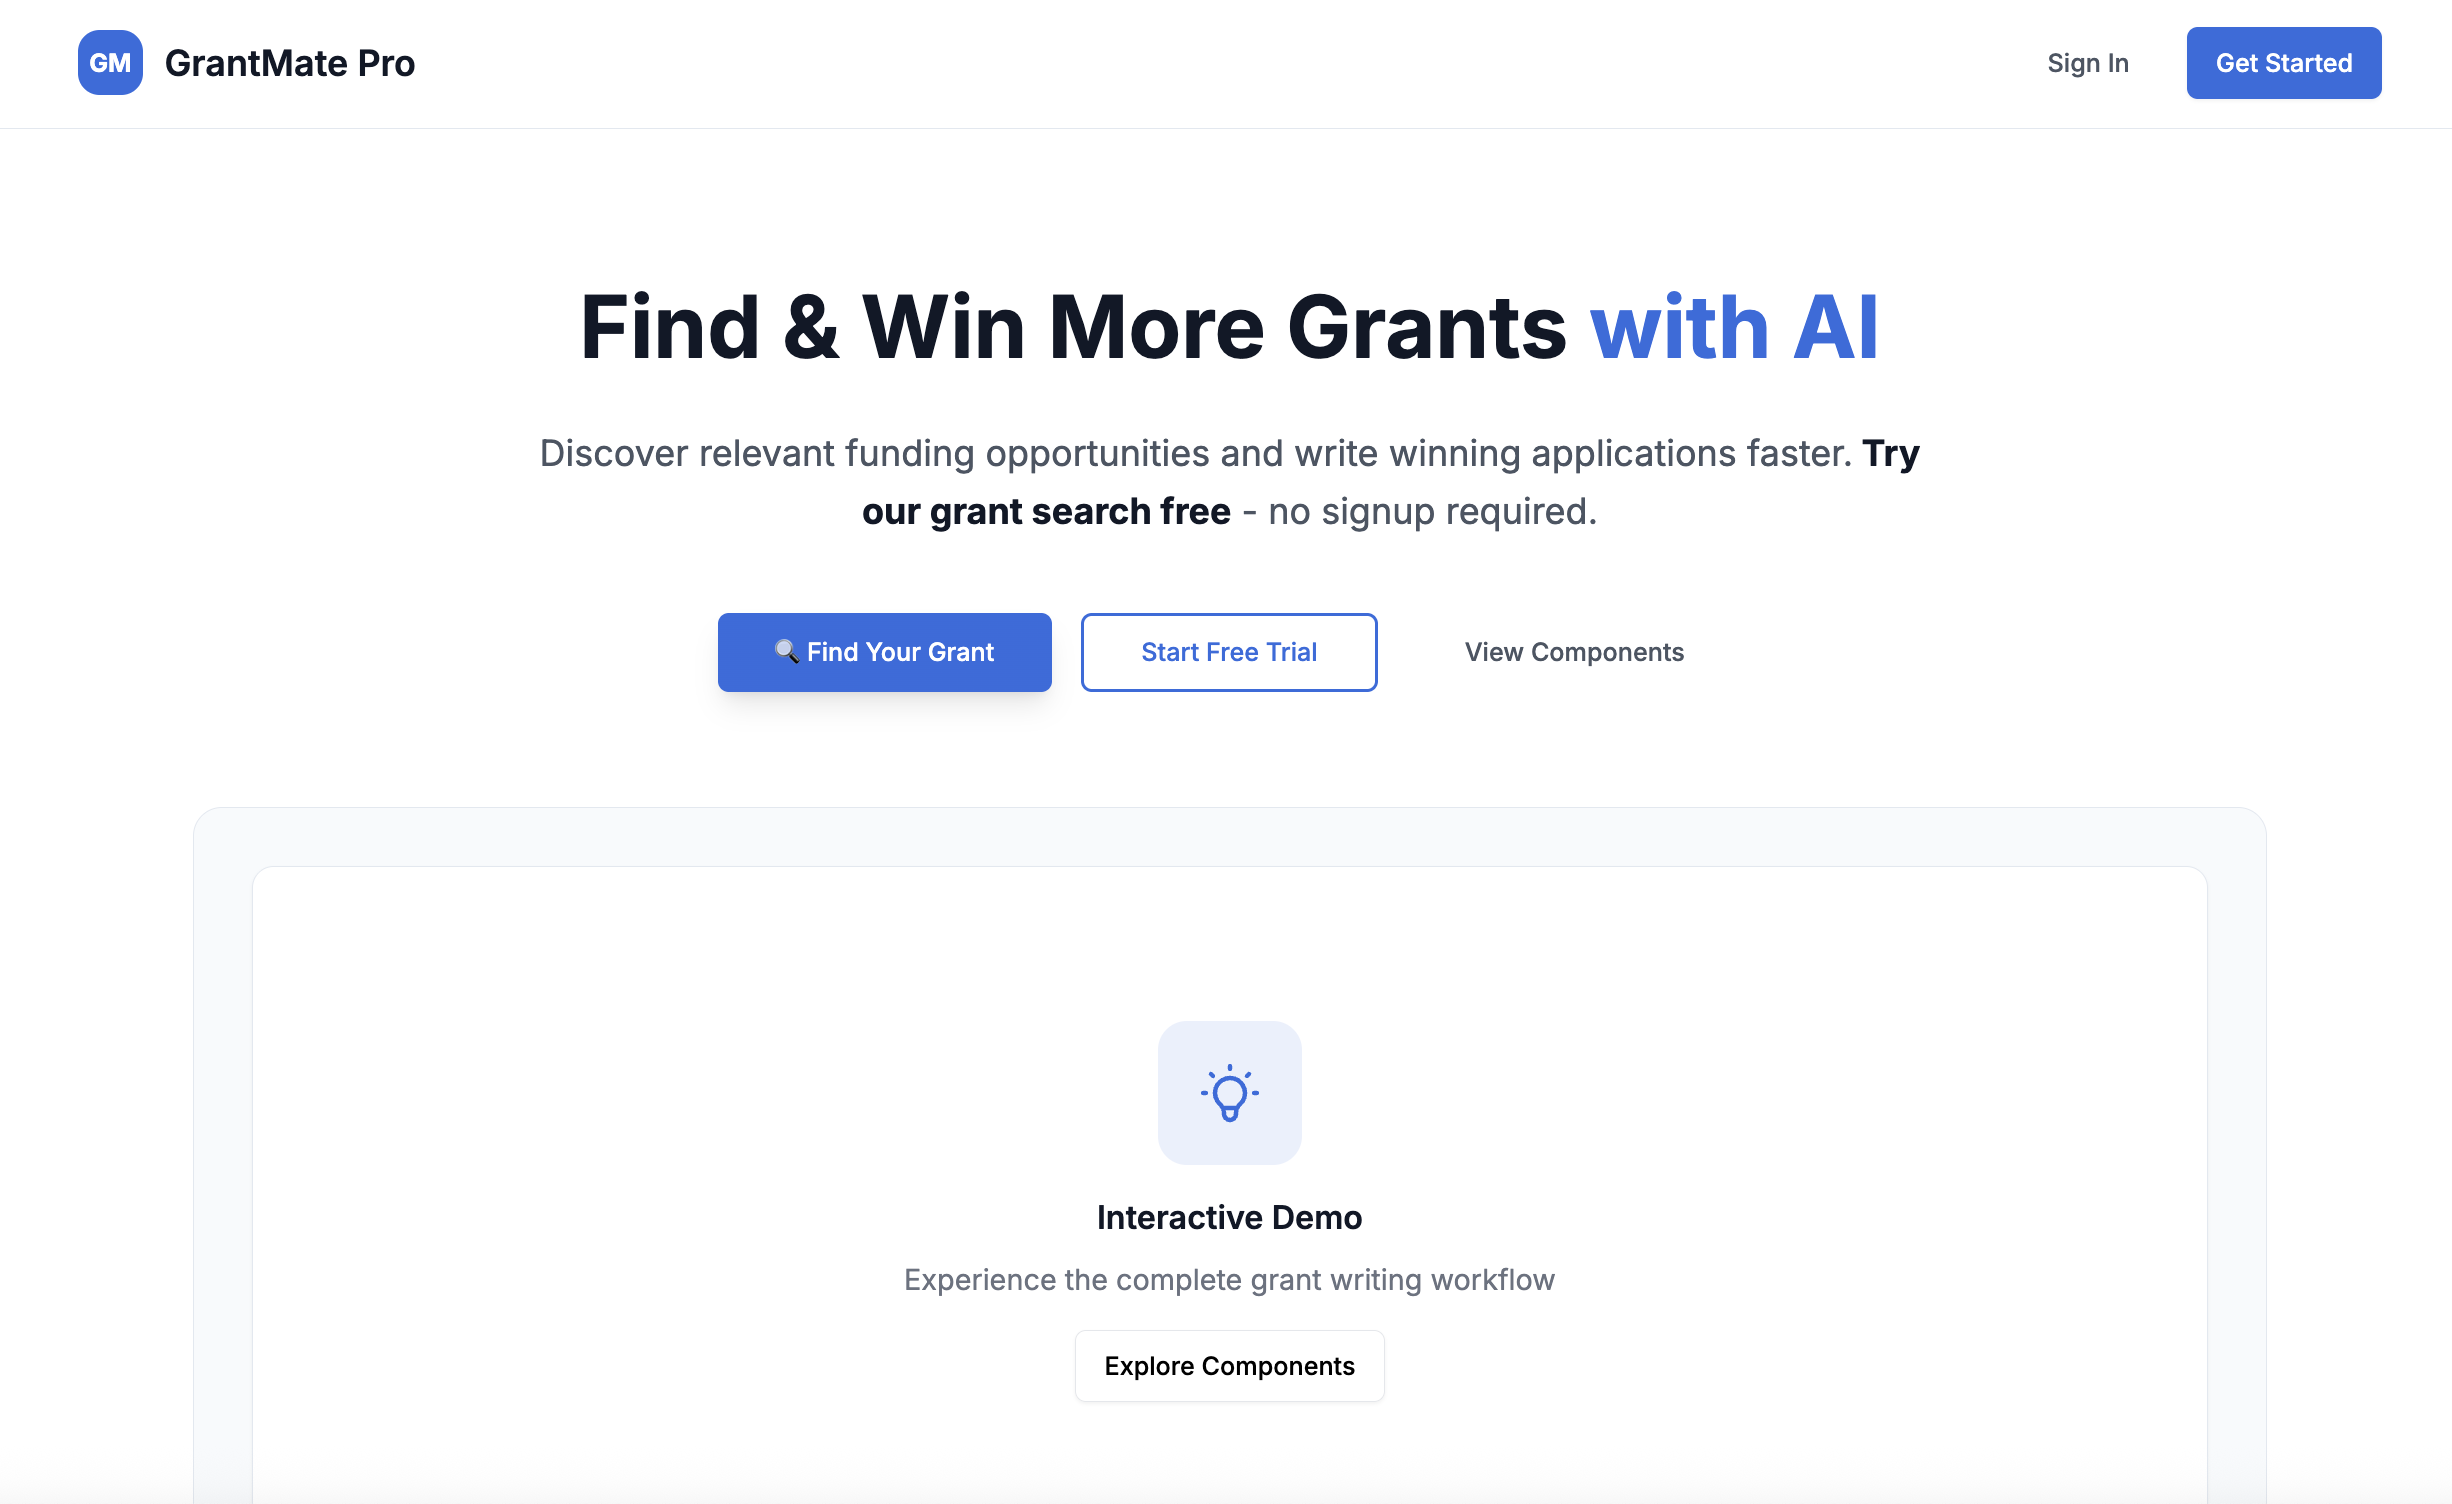 GM
GrantMate Pro
Sign In
Get Started
Find & Win More Grants with AI
Discover relevant funding opportunities and write winning applications faster. Try
our grant search free - no signup required.
🔍 Find Your Grant
Start Free Trial
View Components
Interactive Demo
Experience the complete grant writing workflow
Explore Components